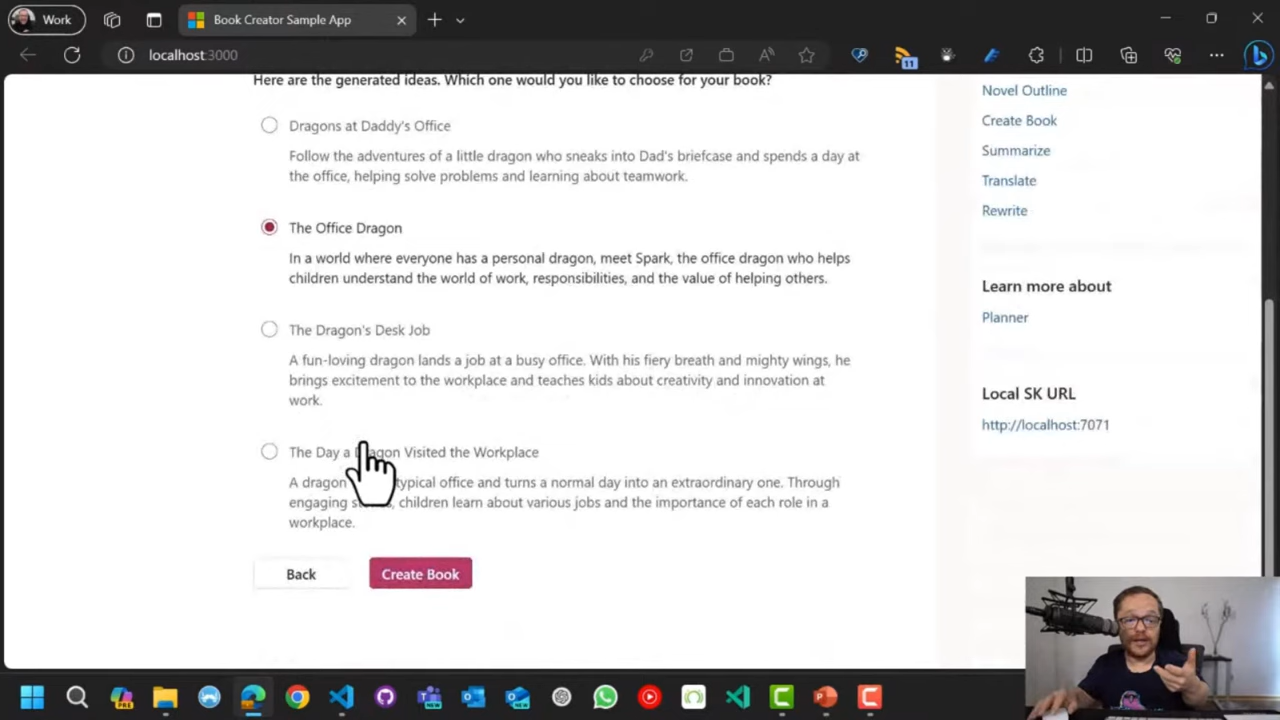 Work
Book Creator Sample App
localhost:3000
11
Here are the generated ideas. Which one would you like to choose for your book?
Dragons at Daddy's Office
Follow the adventures of a little dragon who sneaks into Dad's briefcase and spends a day at
the office, helping solve problems and learning about teamwork.
The Office Dragon
In a world where everyone has a personal dragon, meet Spark, the office dragon who helps
children understand the world of work, responsibilities, and the value of helping others.
The Dragon's Desk Job
A fun-loving dragon lands a job at a busy office. With his fiery breath and mighty wings, he
brings excitement to the workplace and teaches kids about creativity and innovation at
work.
The Day a Dragon Visited the Workplace
A dragon typical office and turns a normal day into an extraordinary one. Through
engaging children learn about various jobs and the importance of each role in a
workplace.
Back
Create Book
Novel Outline
Create Book
Summarize
Translate
Rewrite
Learn more about
Planner
Local SK URL
http://localhost:7071
PRE